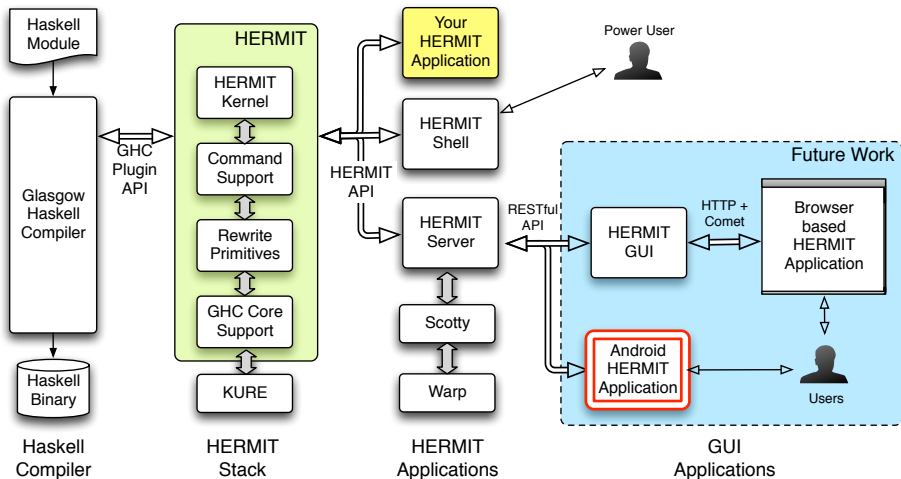 Haskell
Module
Glasgow
Haskell
Compiler
Haskell
Binary
Haskell
Compiler
GHC
Plugin
API
HERMIT
HERMIT
Kernel
Command
Support
Rewrite
Primitives
GHC Core
Support
KURE
HERMIT
Stack
HERMIT
API
Your
HERMIT
Application
HERMIT
Shell
HERMIT
Server
Scotty
Warp
HERMIT
Applications
Power User
RESTful
API
Future Work
HERMIT
GUI
HTTP +
Comet
Browser
based
HERMIT
Application
Android
HERMIT
Application
Users
GUI
Applications